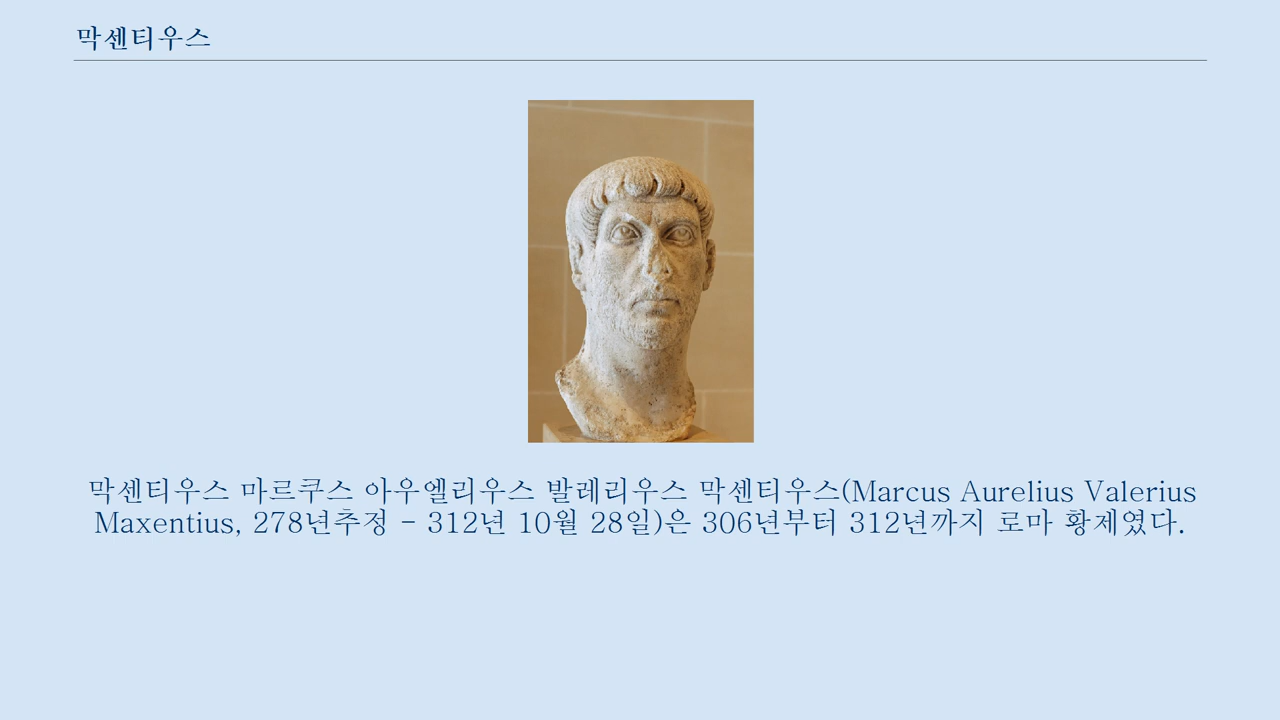 막센티우스
막센티우스 마르쿠스 아우엘리우스 발레리우스 막센티우스(Marcus Aurelius Valerius
Maxentius, 278년추정 - 312년 10월 28일)은 306년부터 312년까지 로마 황제였다.